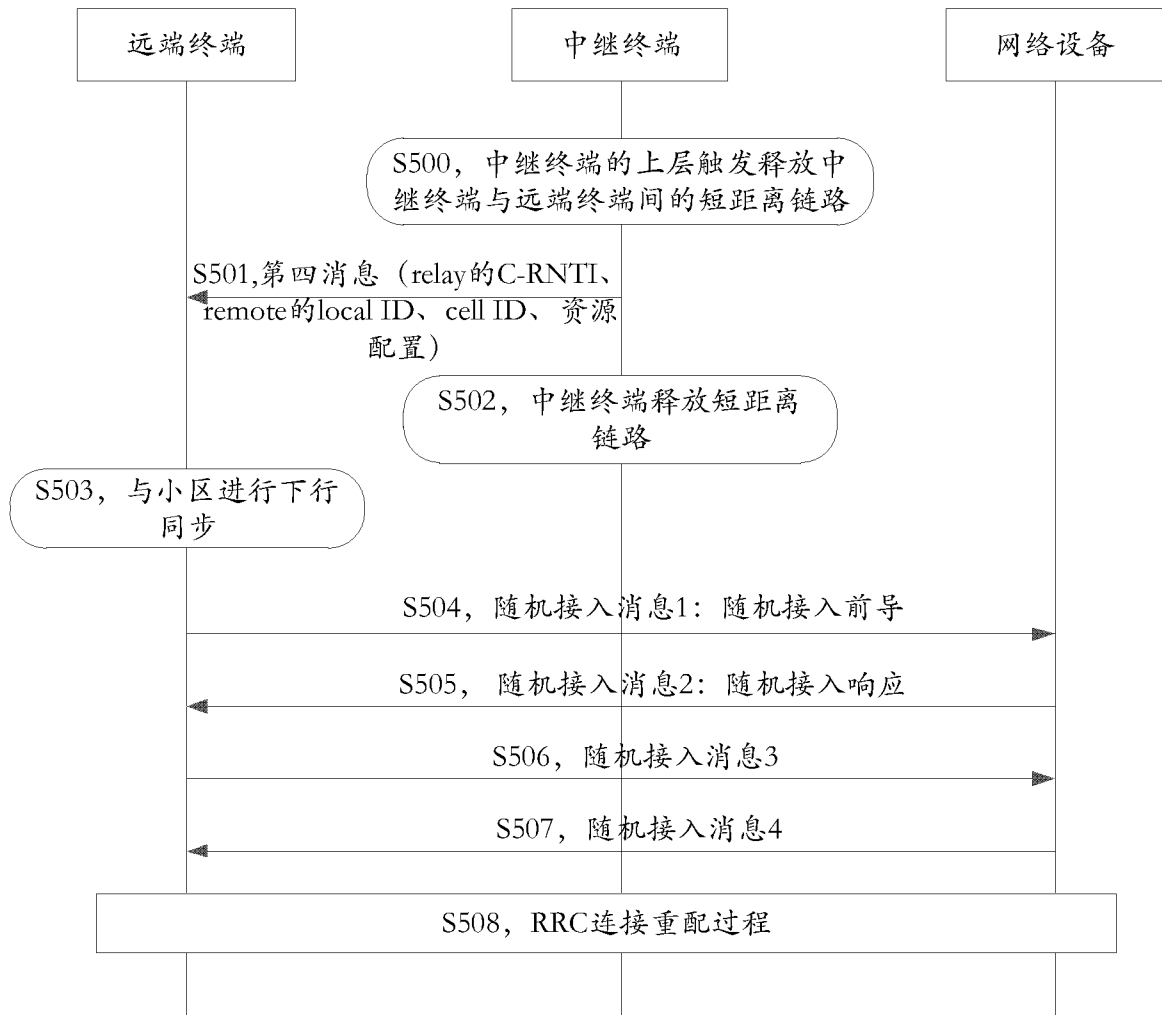 远端终端
中继终端
网络设备
S500，中继终端的上层触发释放中
继终端与远端终端间的短距离链路
S501,第四消息（relay的C-RNTI、
remote的local ID、cell ID、资源
配置）
S502，中继终端释放短距离
链路
S503，与小区进行下行
同步
S504，随机接入消息1：随机接入前导
S505， 随机接入消息2：随机接入响应
S506，随机接入消息3
S507，随机接入消息4
S508，RRC连接重配过程